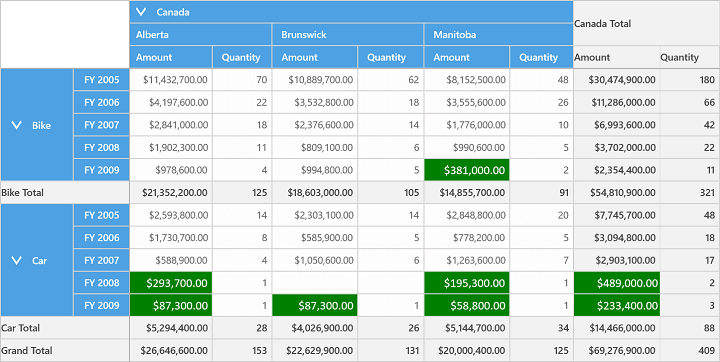 Canada
Canada Total
Alberta Brunswick Manitoba
Amount Quantity Amount Quantity Amount Quantity Amount Quantity
Bike
FY 2005 $11,432,700.00 70 $10,889,700.00 62 $8,152,500.00 48 $30,474,900.00 180
FY 2006 $4,197,600.00 22 $3,532,800.00 18 $3,555,600.00 26 $11,286,000.00 66
FY 2007 $2,841,000.00 18 $2,376,600.00 14 $1,776,000.00 10 $6,993,600.00 42
FY 2008 $1,902,300.00 11 $809,100.00 6 $990,600.00 5 $3,702,000.00 22
FY 2009 $978,600.00 4 $994,800.00 5 $381,000.00 2 $2,354,400.00 11
Bike Total $21,352,200.00 125 $18,603,000.00 105 $14,855,700.00 91 $54,810,900.00 321
Car
FY 2005 $2,593,800.00 14 $2,303,100.00 14 $2,848,800.00 20 $7,745,700.00 48
FY 2006 $1,730,700.00 8 $585,900.00 5 $778,200.00 5 $3,094,800.00 18
FY 2007 $588,900.00 4 $1,050,600.00 6 $1,263,600.00 7 $2,903,100.00 17
FY 2008 $293,700.00 1 $195,300.00 1 $489,000.00 2
FY 2009 $87,300.00 1 $87,300.00 1 $58,800.00 1 $233,400.00 3
Car Total $5,294,400.00 28 $4,026,900.00 26 $5,144,700.00 34 $14,466,000.00 88
Grand Total $26,646,600.00 153 $22,629,900.00 131 $20,000,400.00 125 $69,276,900.00 409